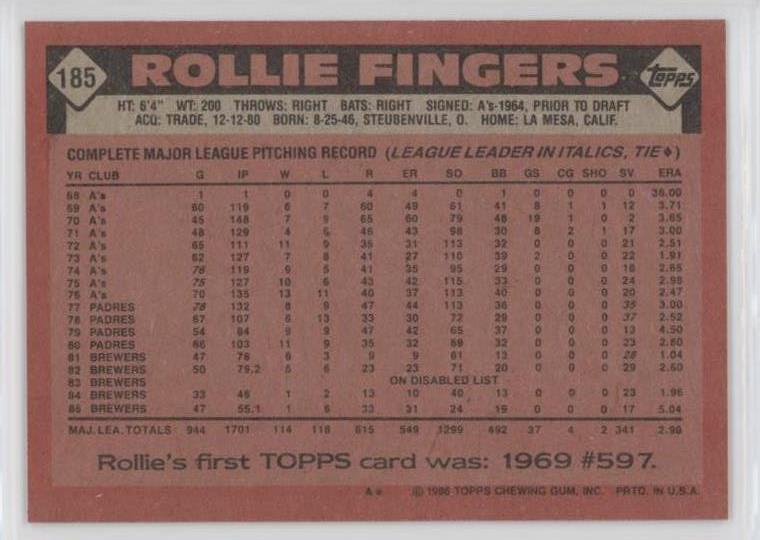 185 ROLLIE FINGERS topps
HT: 6'4" WT: 200 THROWS: RIGHT BATS: RIGHT SIGNED: A's-1964, PRIOR TO DRAFT
ACQ: TRADE, 12-12-80 BORN: 8-25-46, STEUBENVILLE, O. HOME: LA MESA, CALIF.
COMPLETE MAJOR LEAGUE PITCHING RECORD (LEAGUE LEADER IN ITALICS, TIE♦)
YR CLUB G IP W L R ER SO BB GS CG SHO SV ERA
68 A's 1 1 0 0 4 4 0 1 0 0 0 0 36.00
69 A's 60 119 6 7 60 49 61 41 8 1 1 12 3.71
70 A's 45 148 7 9 65 60 79 48 19 1 0 2 3.65
71 A's 48 129 4 6 46 43 98 30 8 2 1 17 3.00
72 A's 65 111 11 9 35 31 113 32 0 0 0 21 2.51
73 A's 62 127 7 8 41 27 110 39 2 0 0 22 1.91
74 A's 76 119 9 5 41 35 95 29 0 0 0 18 2.65
75 A's 75 127 10 6 43 42 115 33 0 0 0 24 2.98
76 A's 70 135 13 11 40 37 113 40 0 0 0 20 2.47
77 PADRES 78 132 8 9 47 44 113 36 0 0 0 35 3.00
78 PADRES 67 107 6 13 33 30 72 29 0 0 0 37 2.52
79 PADRES 54 84 9 9 47 42 65 37 0 0 0 13 4.50
80 PADRES 66 103 11 9 35 32 69 32 0 0 0 23 2.80
81 BREWERS 47 78 6 3 9 9 61 13 0 0 0 28 1.04
82 BREWERS 50 79.2 5 6 23 23 71 20 0 0 0 29 2.60
83 BREWERS ON DISABLED LIST
84 BREWERS 33 46 1 2 13 10 40 13 0 0 0 23 1.96
85 BREWERS 47 55.1 1 6 33 31 24 19 0 0 0 17 5.04
MAJ. LEA. TOTALS 944 1701 114 118 615 549 1299 492 37 4 2 341 2.90
Rollie's first TOPPS card was: 1969 #597.
A* © 1986 TOPPS CHEWING GUM, INC. PRTD. IN U.S.A.